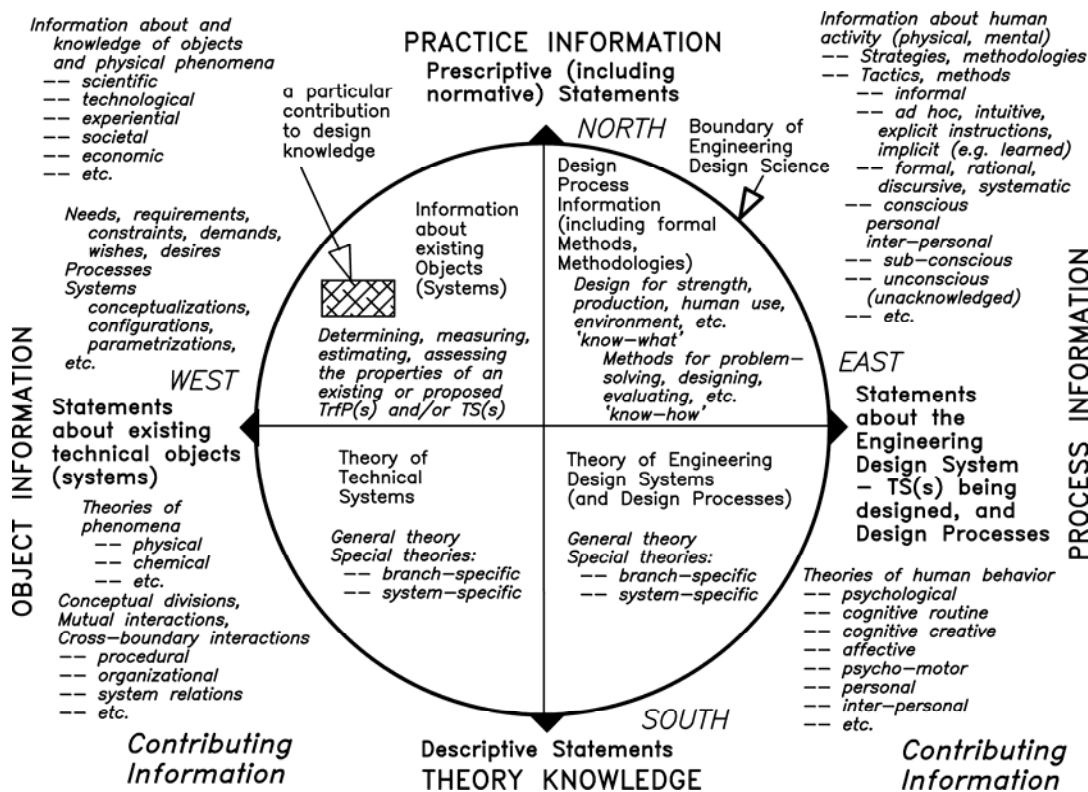 Information about and
knowledge of objects
and physical phenomena
–– scientific
–– technological
–– experiential
–– societal
–– economic
–– etc.
Needs, requirements,
constraints, demands,
wishes, desires
Processes
Systems
conceptualizations,
configurations,
parametrizations,
etc.
WEST
OBJECT INFORMATION
Statements
about existing
technical objects
(systems)
Theories of
phenomena
–– physical
–– chemical
–– etc.
Conceptual divisions,
Mutual interactions,
Cross–boundary interactions
–– procedural
–– organizational
–– system relations
–– etc.
Contributing
Information
PRACTICE INFORMATION
Prescriptive (including
normative) Statements
NORTH
a particular
contribution
to design
knowledge
Boundary of
Engineering
Design Science
Information
about
existing
Objects
(Systems)
Determining, measuring,
estimating, assessing
the properties of an
existing or proposed
TrfP(s) and/or TS(s)
Design
Process
Information
(including formal
Methods,
Methodologies)
Design for strength,
production, human use,
environment, etc.
‘know–what’
Methods for problem–
solving, designing,
evaluating, etc.
‘know–how’
Theory of
Technical
Systems
General theory
Special theories:
–– branch–specific
–– system–specific
Theory of Engineering
Design Systems
(and Design Processes)
General theory
Special theories:
–– branch–specific
–– system–specific
SOUTH
Descriptive Statements
THEORY KNOWLEDGE
Information about human
activity (physical, mental)
–– Strategies, methodologies
–– Tactics, methods
–– informal
–– ad hoc, intuitive,
explicit instructions,
implicit (e.g. learned)
–– formal, rational,
discursive, systematic
–– conscious
personal
inter–personal
–– sub–conscious
–– unconscious
(unacknowledged)
–– etc.
EAST
PROCESS INFORMATION
Statements
about the
Engineering
Design System
– TS(s) being
designed, and
Design Processes
Theories of human behavior
–– psychological
–– cognitive routine
–– cognitive creative
–– affective
–– psycho–motor
–– personal
–– inter–personal
–– etc.
Contributing
Information